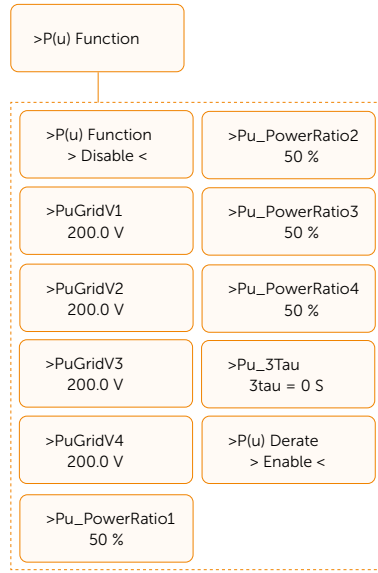 >P(u) Function
>P(u) Function
> Disable <
>PuGridV1
200.0 V
>PuGridV2
200.0 V
>PuGridV3
200.0 V
>PuGridV4
200.0 V
>Pu_PowerRatio1
50 %
>Pu_PowerRatio2
50 %
>Pu_PowerRatio3
50 %
>Pu_PowerRatio4
50 %
>Pu_3Tau
3tau = 0 S
>P(u) Derate
> Enable <